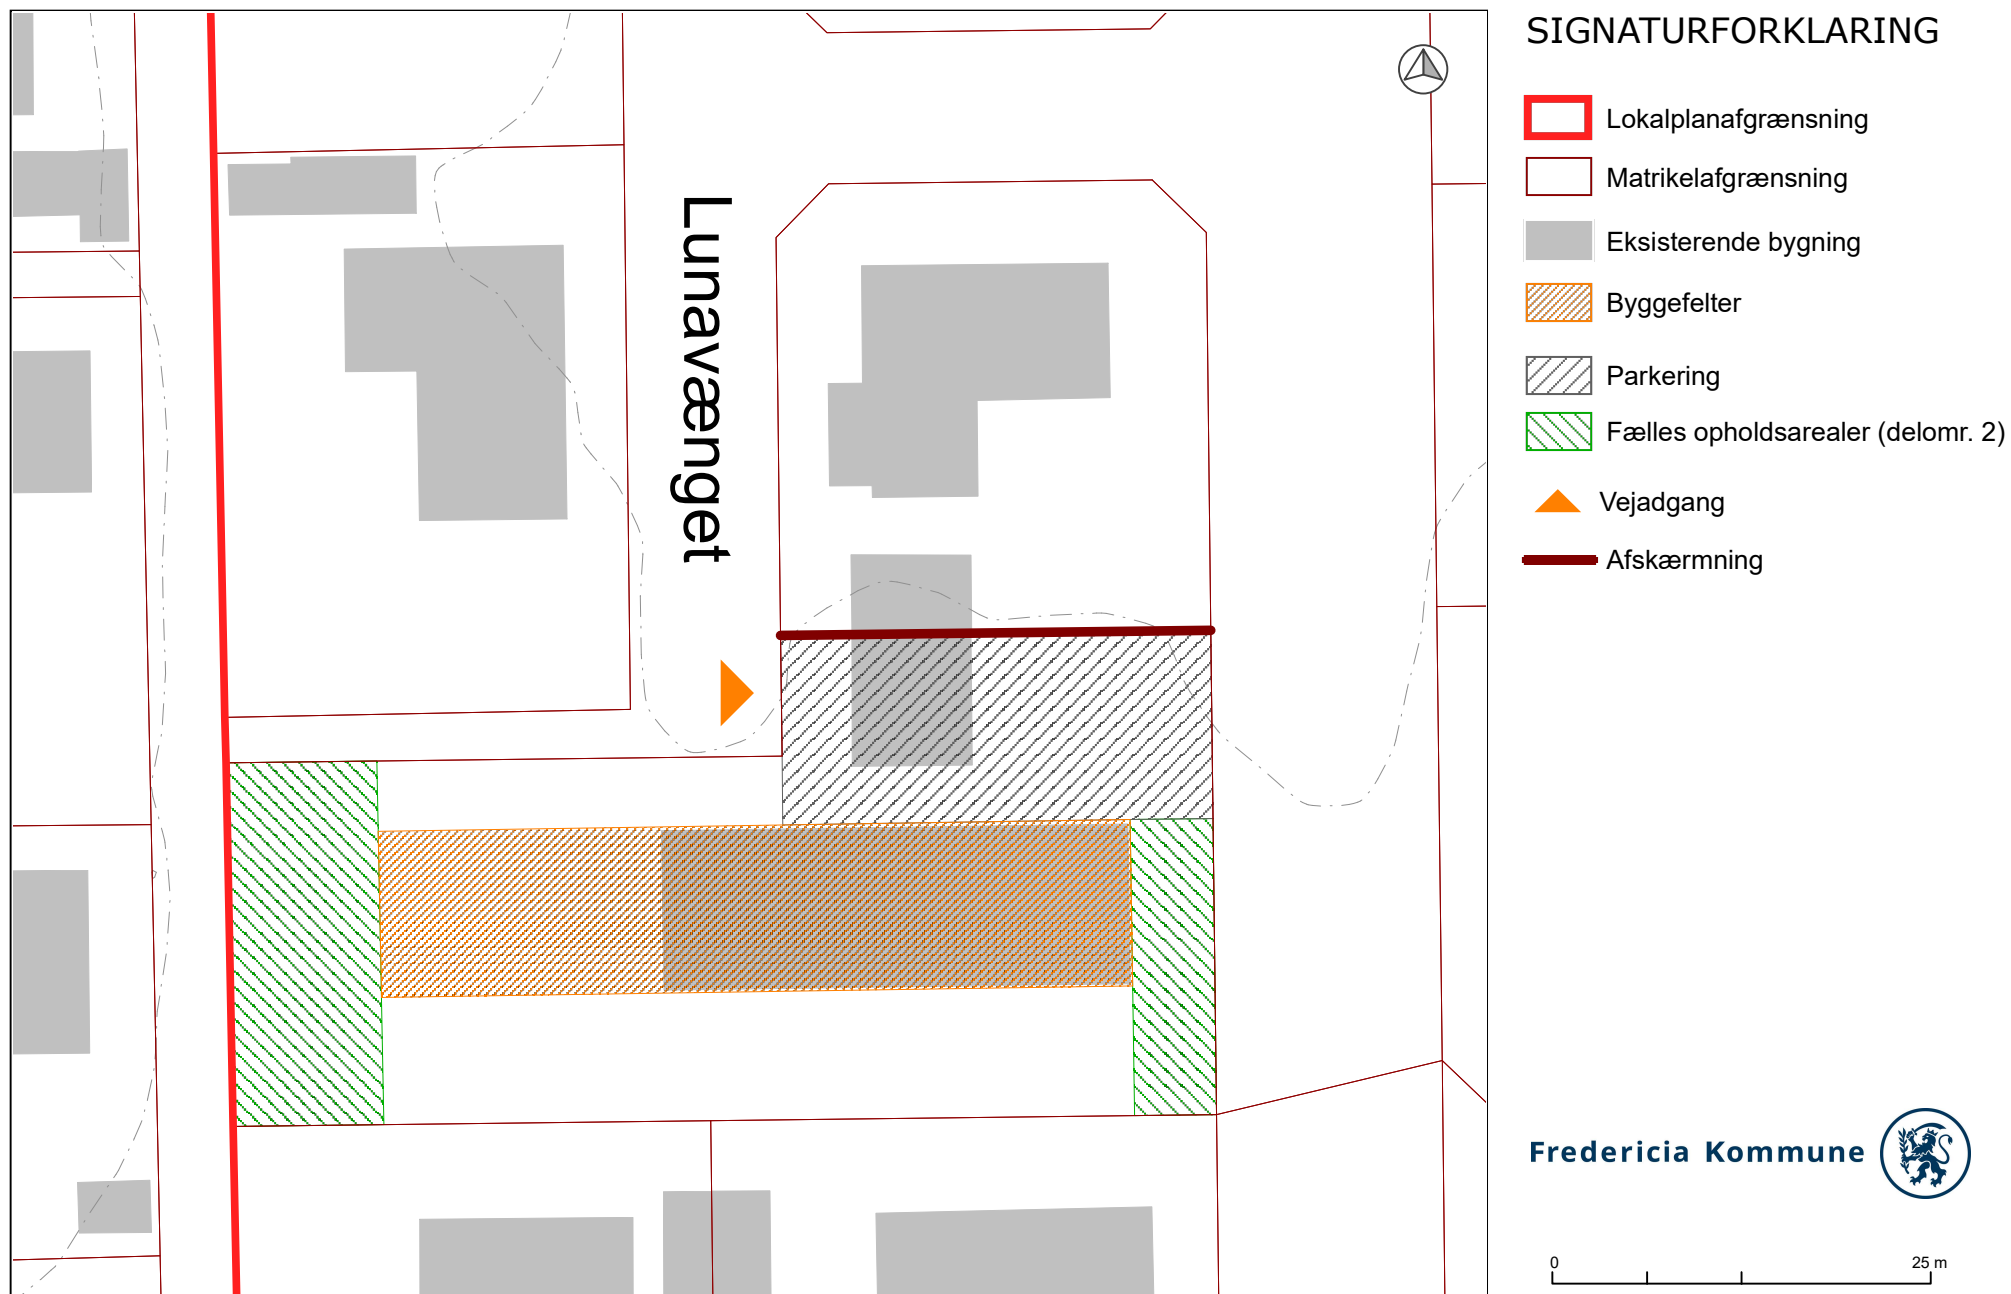 SIGNATURFORKLARING
Lokalplanafgrænsning
Matrikelafgrænsning
Eksisterende bygning
Byggefelter
Parkering
Fælles opholdsarealer (delomr. 2)
Vejadgang
Afskærmning
Lunavænget
Fredericia Kommune
0 25 m